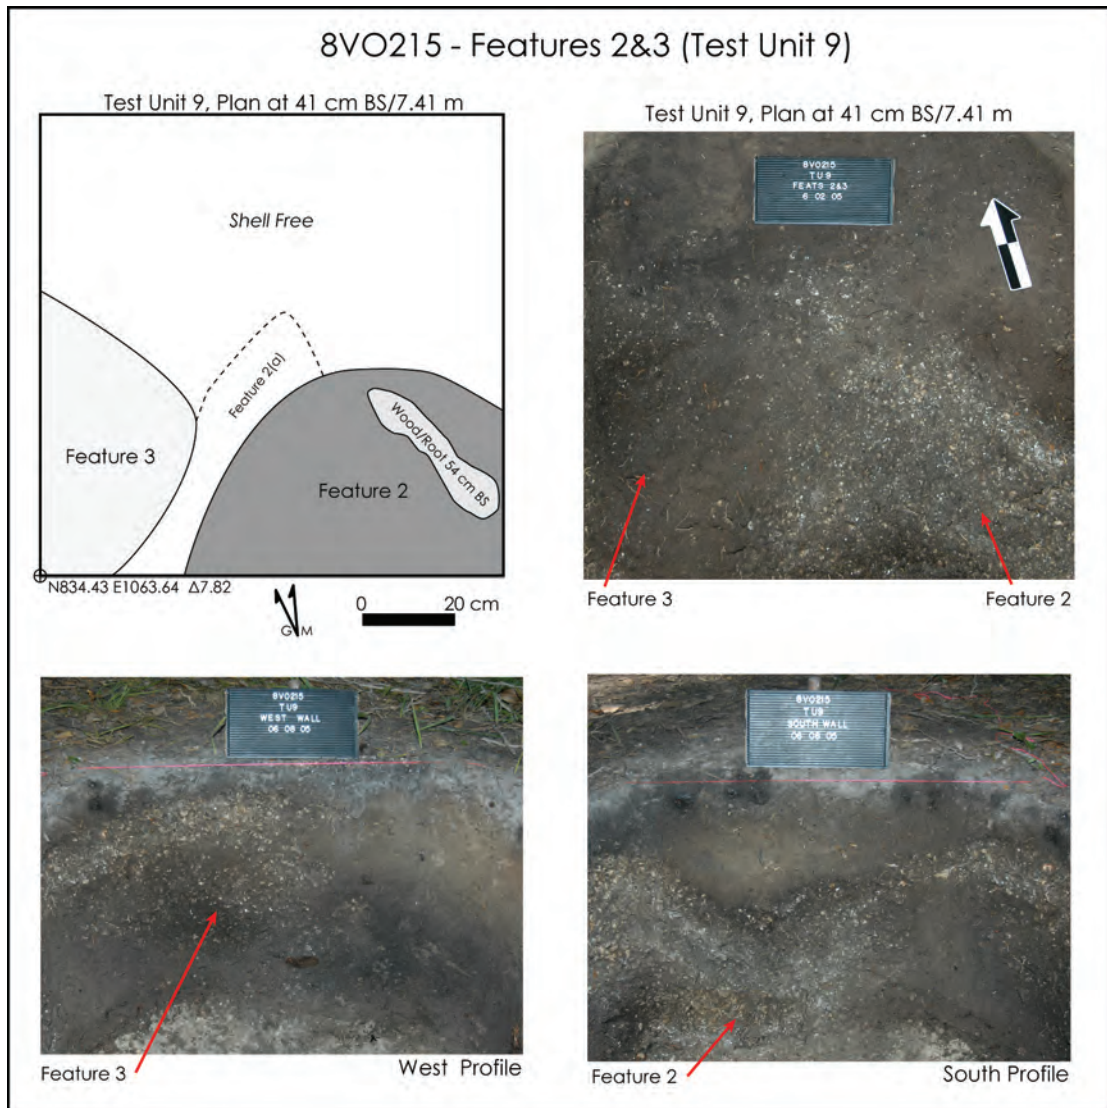 8VO215 - Features 2&3 (Test Unit 9)
Test Unit 9, Plan at 41 cm BS/7.41 m
Shell Free
Feature 2(a)
Feature 3
Feature 2
Wood/Root 54 cm BS
N834.43 E1063.64 Δ7.82
G M
0 20 cm
Test Unit 9, Plan at 41 cm BS/7.41 m
8VO215
TU9
FEATS 2&3
6 02 05
Feature 3
Feature 2
8VO215
TU9
WEST WALL
06 08 05
Feature 3
West Profile
8VO215
TU9
SOUTH WALL
06 08 05
Feature 2
South Profile